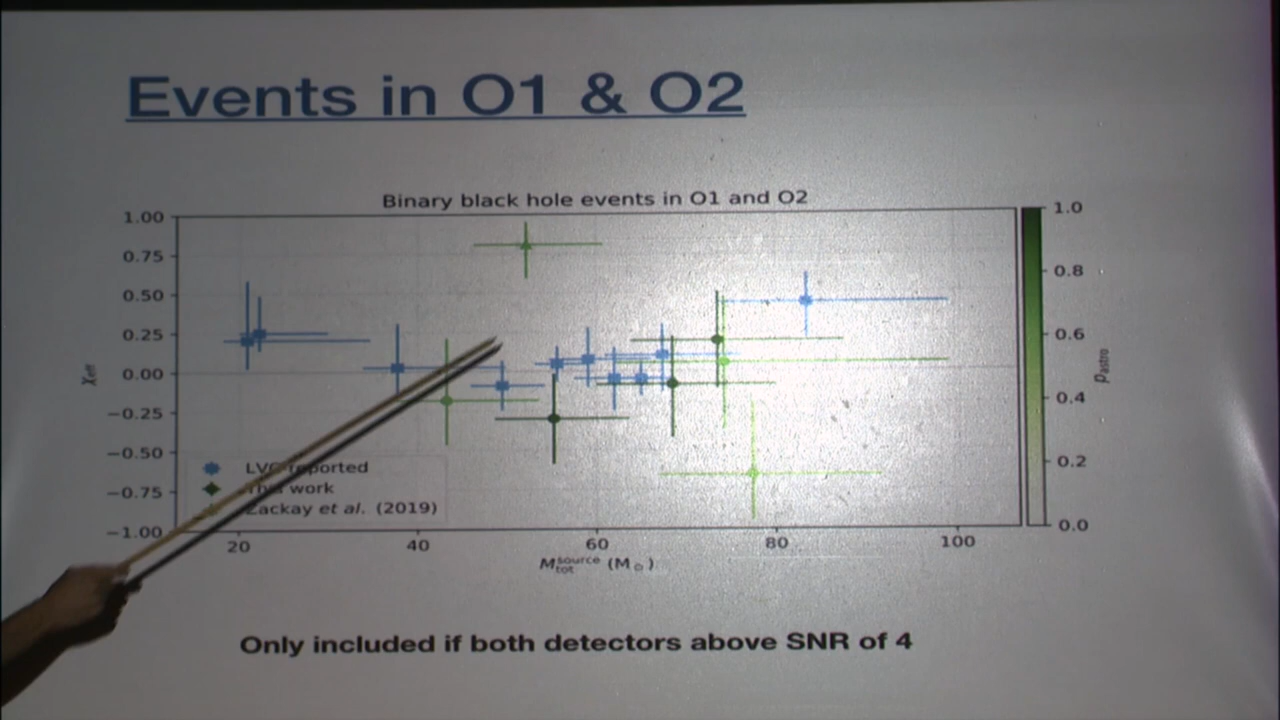 Events in O1 & O2
Binary black hole events in O1 and O2
1.00
0.75
0.50
0.25
0.00
−0.25
−0.50
−0.75
−1.00
χeff
LVC reported
This work
Zackay et al. (2019)
20
40
60
80
100
M source tot (M☉)
1.0
0.8
0.6
0.4
0.2
0.0
pastro
Only included if both detectors above SNR of 4